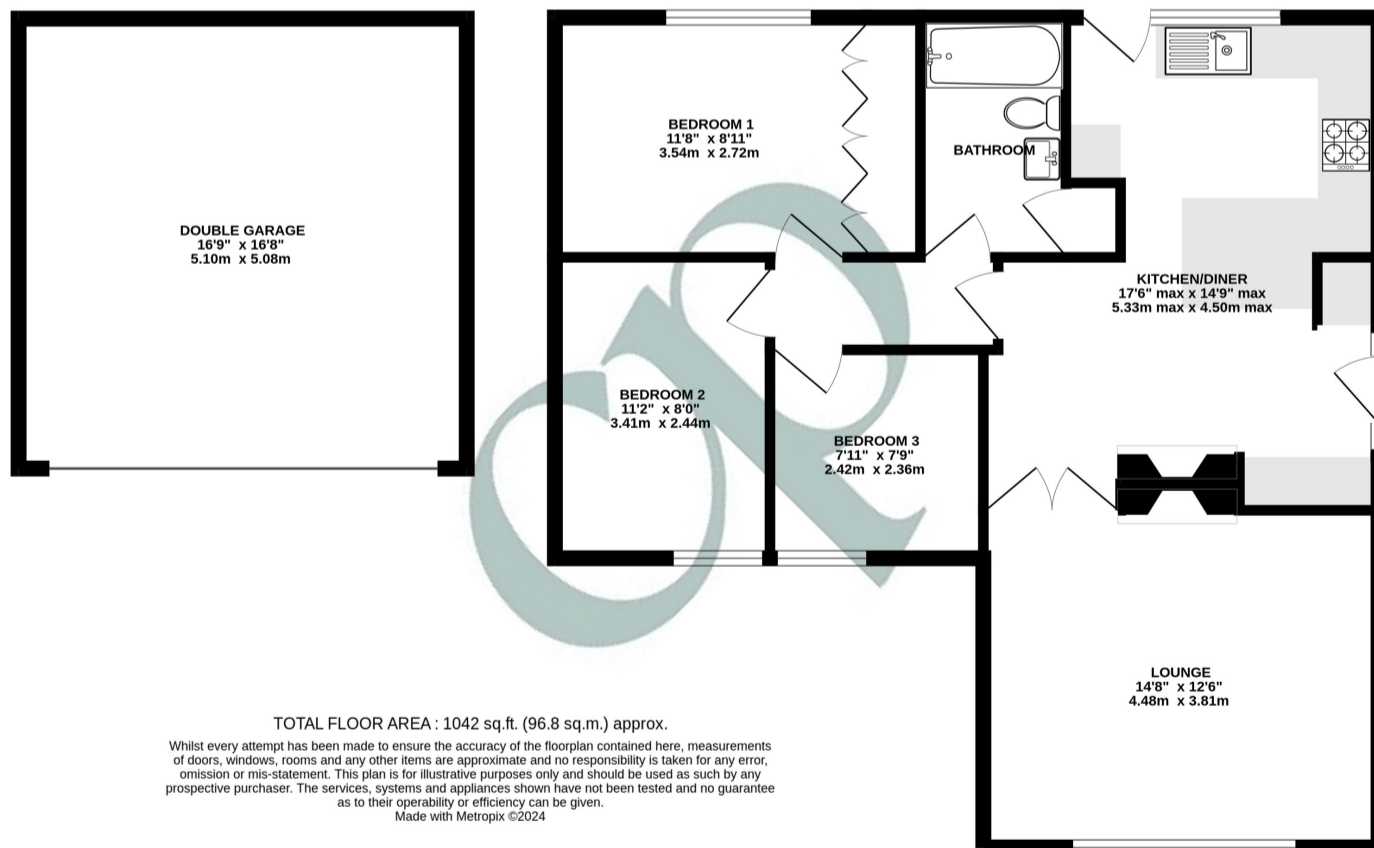 DOUBLE GARAGE
16'9" x 16'8"
5.10m x 5.08m
BEDROOM 1
11'8" x 8'11"
3.54m x 2.72m
BATHROOM
KITCHEN/DINER
17'6" max x 14'9" max
5.33m max x 4.50m max
BEDROOM 2
11'2" x 8'0"
3.41m x 2.44m
BEDROOM 3
7'11" x 7'9"
2.42m x 2.36m
LOUNGE
14'8" x 12'6"
4.48m x 3.81m
TOTAL FLOOR AREA : 1042 sq.ft. (96.8 sq.m.) approx.
Whilst every attempt has been made to ensure the accuracy of the floorplan contained here, measurements
of doors, windows, rooms and any other items are approximate and no responsibility is taken for any error,
omission or mis-statement. This plan is for illustrative purposes only and should be used as such by any
prospective purchaser. The services, systems and appliances shown have not been tested and no guarantee
as to their operability or efficiency can be given.
Made with Metropix ©2024